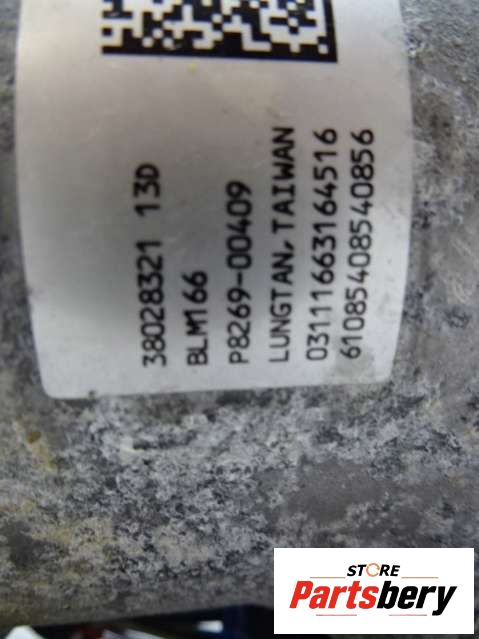 38028321 13D
BLM166
P8269-00409
LUNGTAN, TAIWAN
03111663164516
61085408540856
STORE
Partsbery